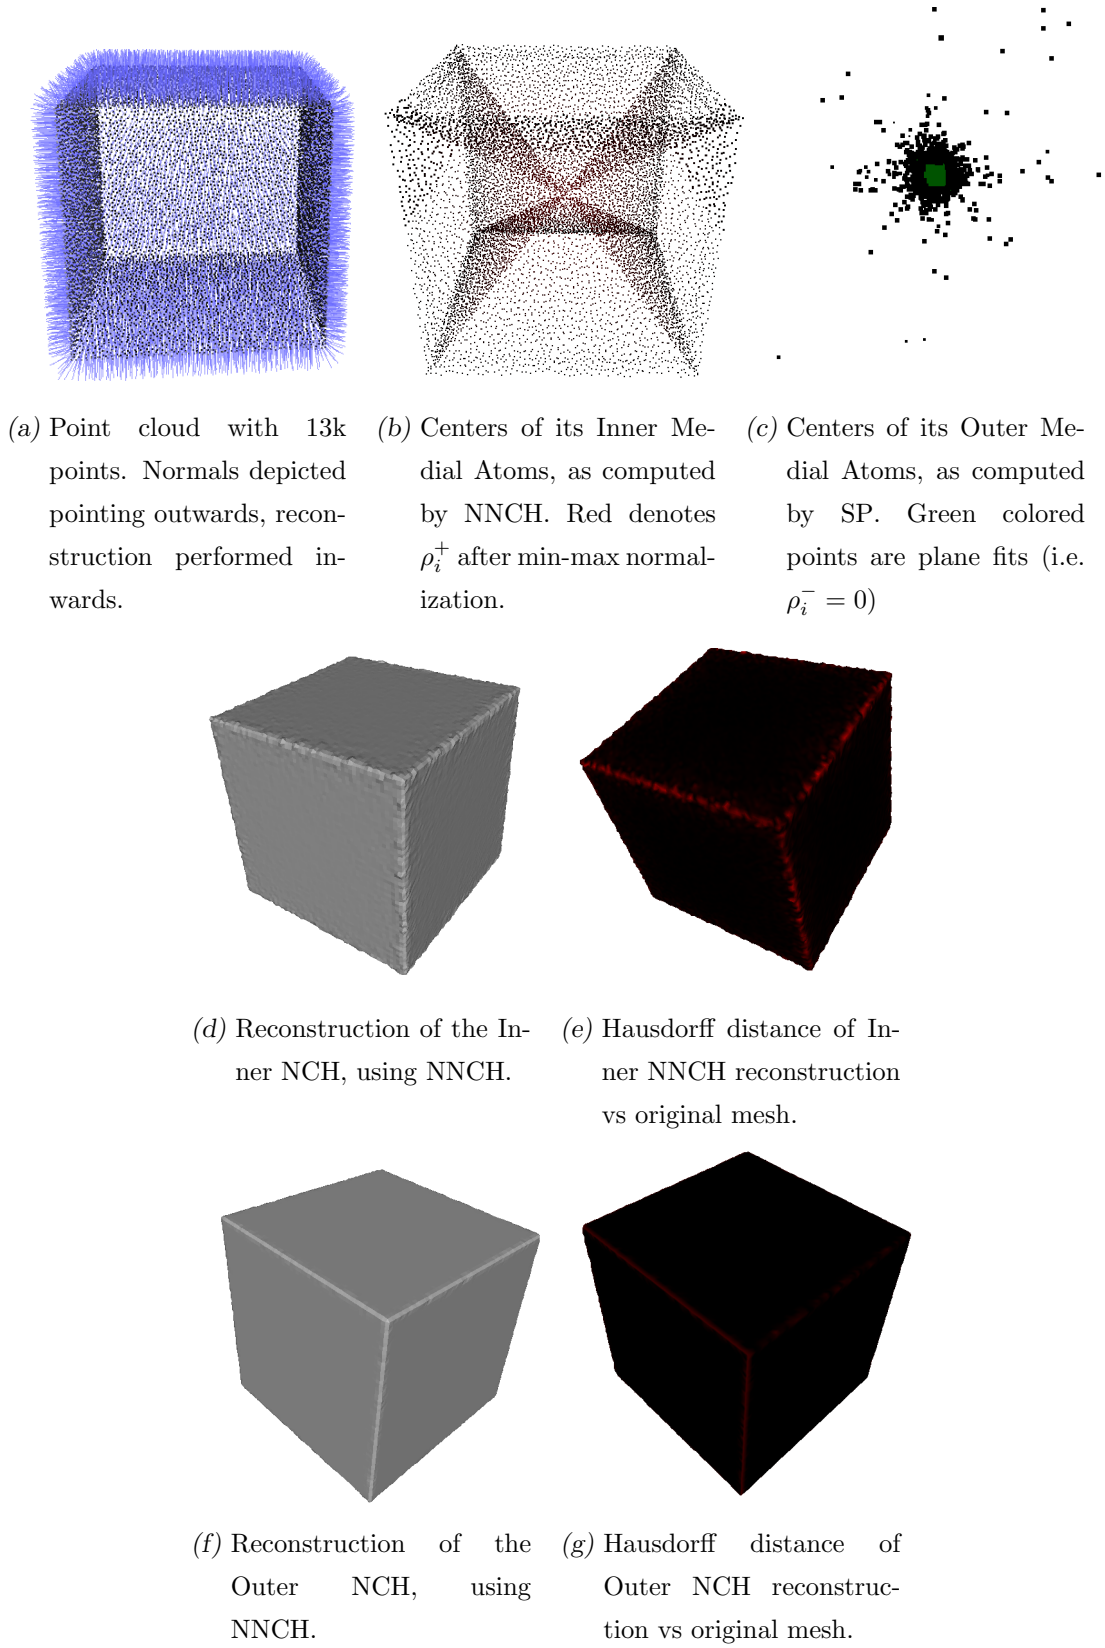 (a) Point cloud with 13k
points. Normals depicted
pointing outwards, recon-
struction performed in-
wards.
(b) Centers of its Inner Me-
dial Atoms, as computed
by NNCH. Red denotes
ρᵢ⁺ after min-max normal-
ization.
(c) Centers of its Outer Me-
dial Atoms, as computed
by SP. Green colored
points are plane fits (i.e.
ρᵢ⁻ = 0)
(d) Reconstruction of the In-
ner NCH, using NNCH.
(e) Hausdorff distance of In-
ner NNCH reconstruction
vs original mesh.
(f) Reconstruction of the
Outer NCH, using
NNCH.
(g) Hausdorff distance of
Outer NCH reconstruc-
tion vs original mesh.